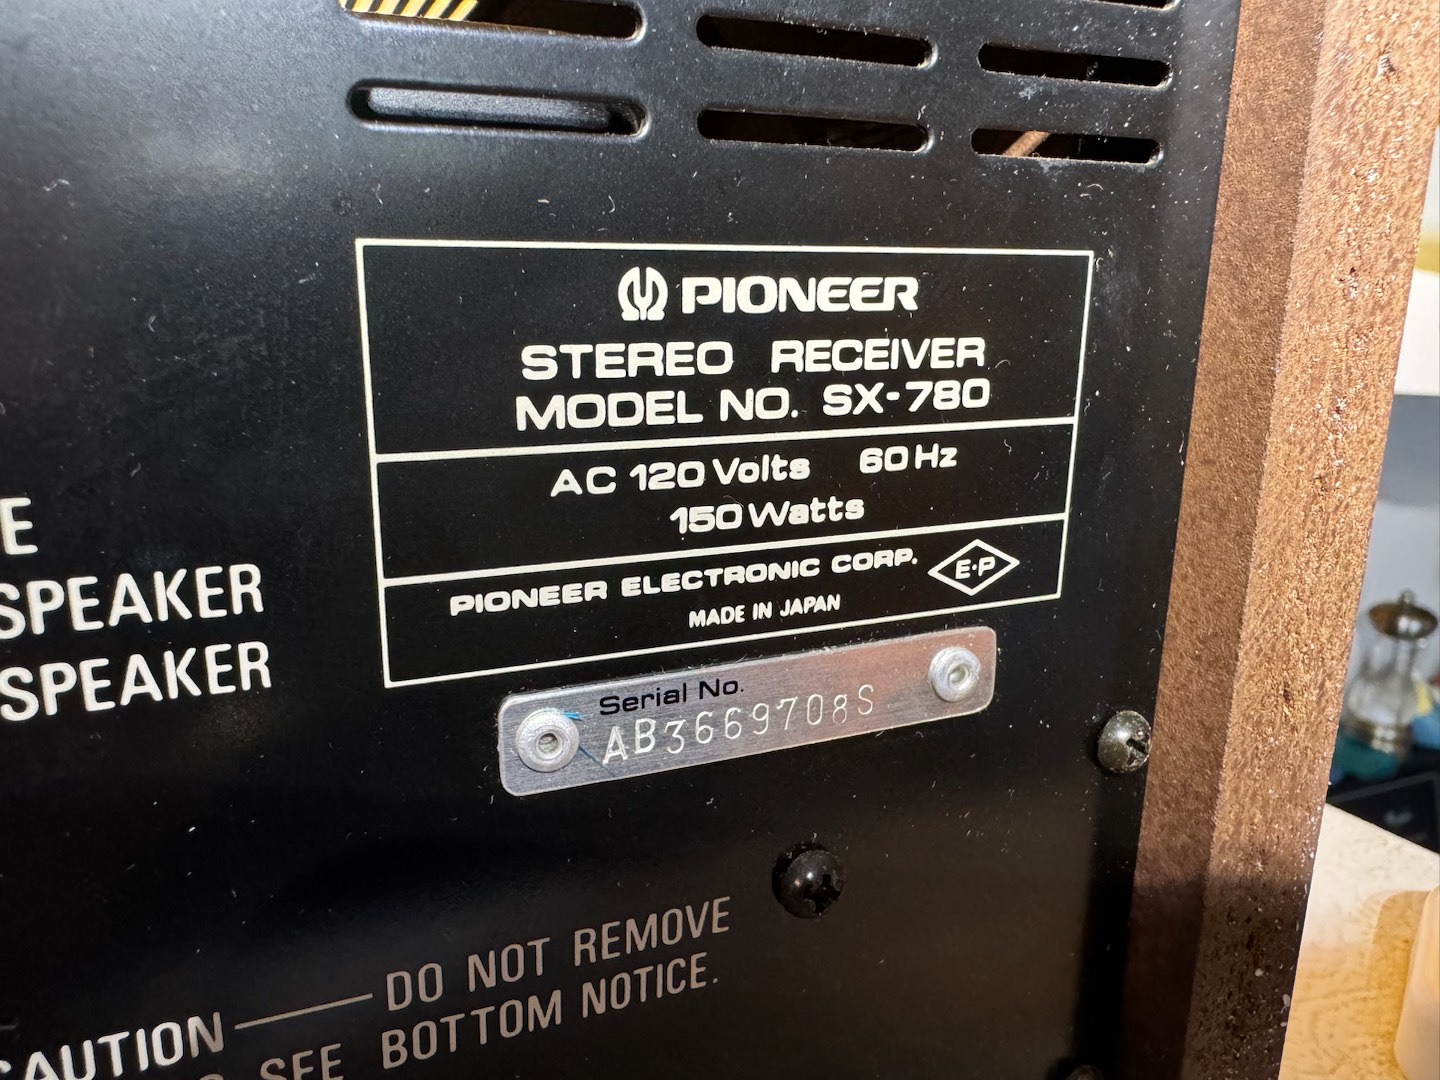 PIONEER
STEREO RECEIVER
MODEL NO. SX-780
AC 120 Volts 60 Hz
150 Watts
PIONEER ELECTRONIC CORP. E·P
MADE IN JAPAN
Serial No.
AB3669708S
E
SPEAKER
SPEAKER
CAUTION — DO NOT REMOVE
SEE BOTTOM NOTICE.